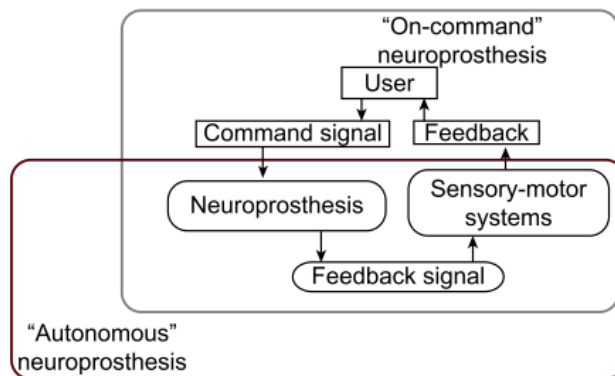 “On-command”
neuroprosthesis
User
Command signal
Feedback
Neuroprosthesis
Sensory-motor
systems
Feedback signal
“Autonomous”
neuroprosthesis